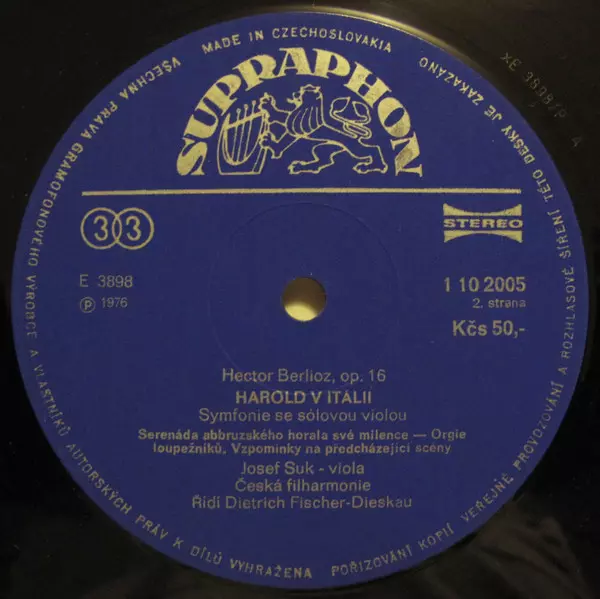 MADE IN CZECHOSLOVAKIA
VŠECHNA PRÁVA GRAMOFONOVÉHO VÝROBCE A VLASTNÍKŮ AUTORSKÝCH PRÁV K DÍLŮ VYHRAŽENA POŘIZOVÁNÍ KOPIÍ VEŘEJNÉ PROVOZOVÁNÍ A ROZHLASOVÉ ŠÍŘENÍ TÉTO DESKY JE ZAKÁZÁNO
SUPRAPHON
33
STEREO
E 3898
1 10 2005
℗ 1976
2. strana
Kčs 50,-
Hector Berlioz, op. 16
HAROLD V ITÁLII
Symfonie se sólovou violou
Serenáda abbruzského horala své milence — Orgie
loupežníků, Vzpomínky na předcházející scény
Josef Suk - viola
Česká filharmonie
Řídí Dietrich Fischer-Dieskau